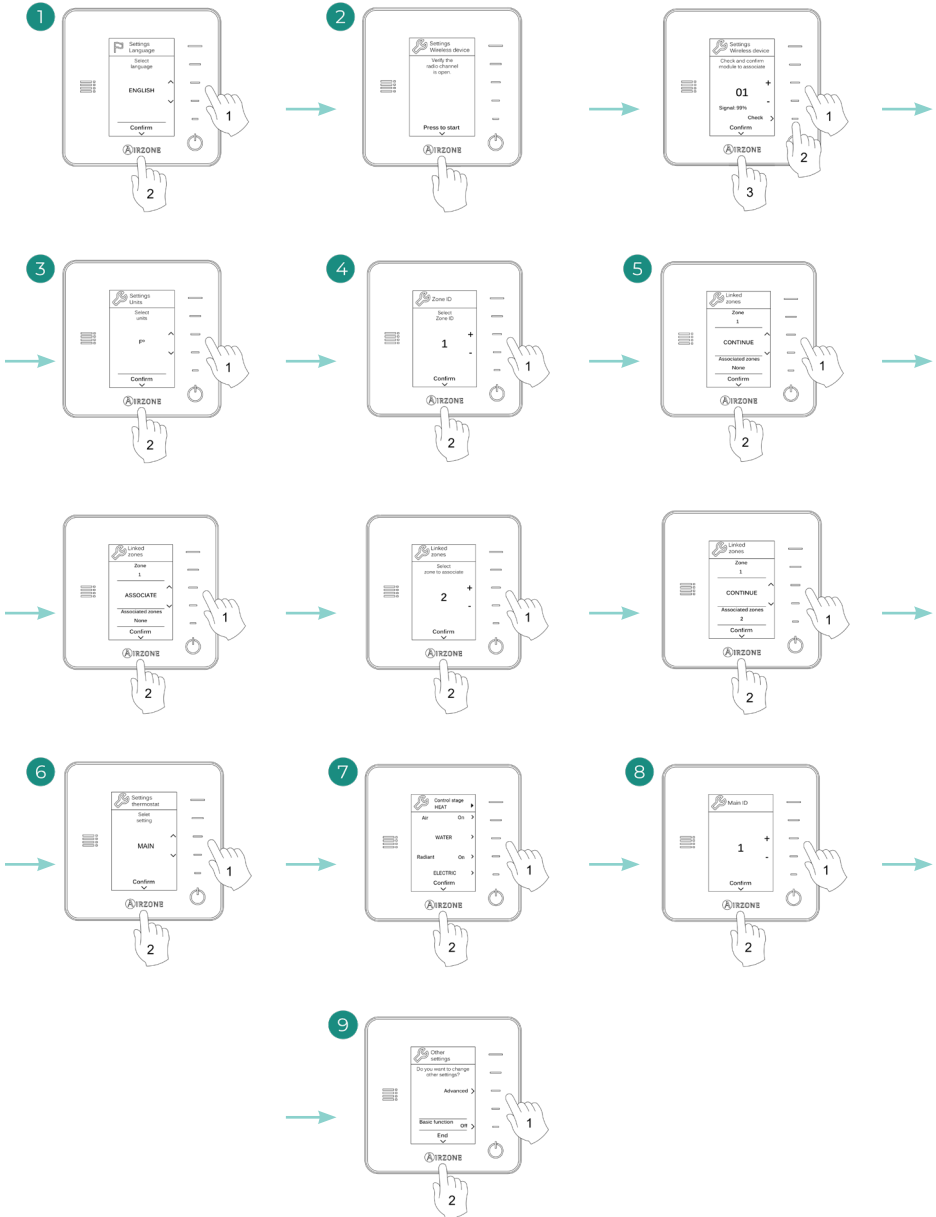 1
Settings
Language
Select
language
ENGLISH
Confirm
AIRZONE
1
2
2
Settings
Wireless device
Verify the
radio channel
is open
Press to start
AIRZONE
Settings
Wireless device
Check and confirm
module to associate
+
01
-
Signal: 99%
Check
Confirm
AIRZONE
1
2
3
3
Settings
Units
Select
units
Fº
Confirm
AIRZONE
1
2
4
Zone ID
Select
Zone ID
+
1
-
Confirm
AIRZONE
1
2
5
Linked
zones
Zone
1
CONTINUE
Associated zones
None
Confirm
AIRZONE
1
2
Linked
zones
Zone
1
ASSOCIATE
Associated zones
None
Confirm
AIRZONE
1
2
Linked
zones
Select
zone to associate
+
2
-
Confirm
AIRZONE
1
2
Linked
zones
Zone
1
CONTINUE
Associated zones
2
Confirm
AIRZONE
1
2
6
Settings
thermostat
Selet
setting
MAIN
Confirm
AIRZONE
1
2
7
Control stage
HEAT
Air On
WATER
Radiant On
ELECTRIC
Confirm
AIRZONE
1
2
8
Main ID
+
1
-
Confirm
AIRZONE
1
2
9
Other
settings
Do you want to change
other settings?
Advanced
Basic function
Off
End
AIRZONE
1
2